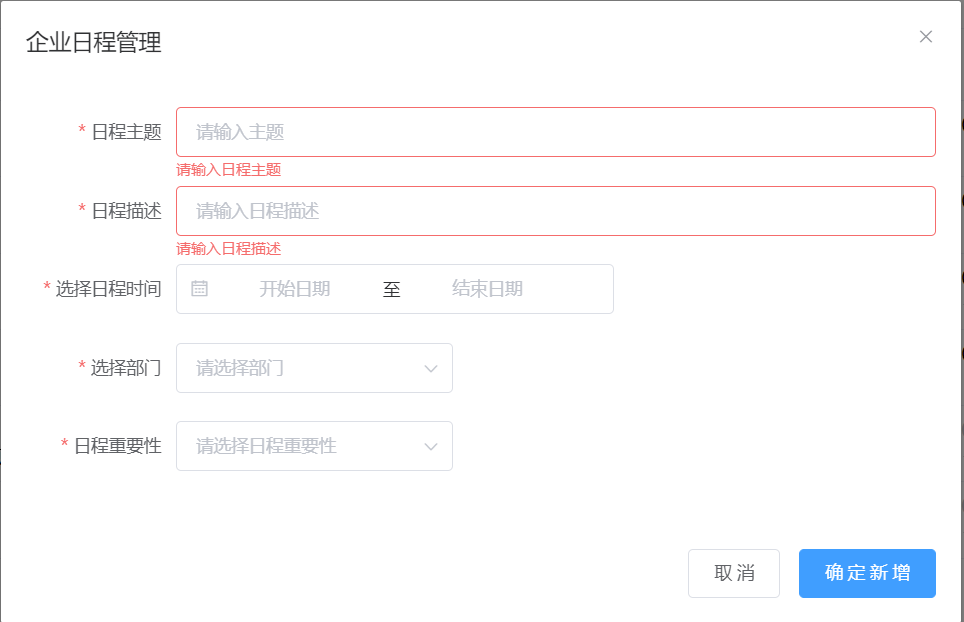 企业日程管理
* 日程主题 请输入主题
请输入日程主题
* 日程描述 请输入日程描述
请输入日程描述
* 选择日程时间 开始日期 至 结束日期
* 选择部门 请选择部门
* 日程重要性 请选择日程重要性
取消 确定新增